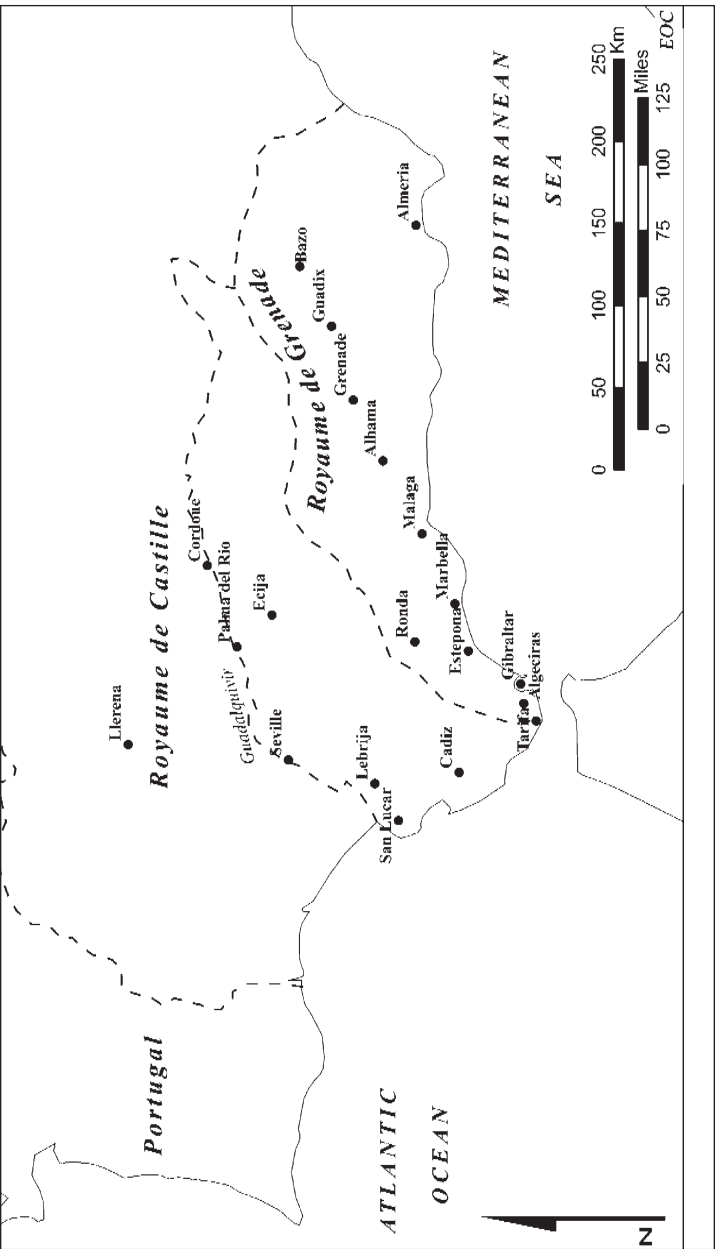 Llerena
Royaume de Castille
Portugal
Cordoue
Palma del Rio
Ecija
Guadalquivir
Seville
Lebrija
San Lucar
Cadiz
Royaume de Grenade
Bazo
Guadix
Grenade
Alhama
Almeria
Malaga
Marbella
Ronda
Estepona
Gibraltar
Algeciras
Tarifa
ATLANTIC
OCEAN
MEDITERRANEAN
SEA
0 50 100 150 200 250
Km
Miles
0 25 50 75 100 125
EOC
N